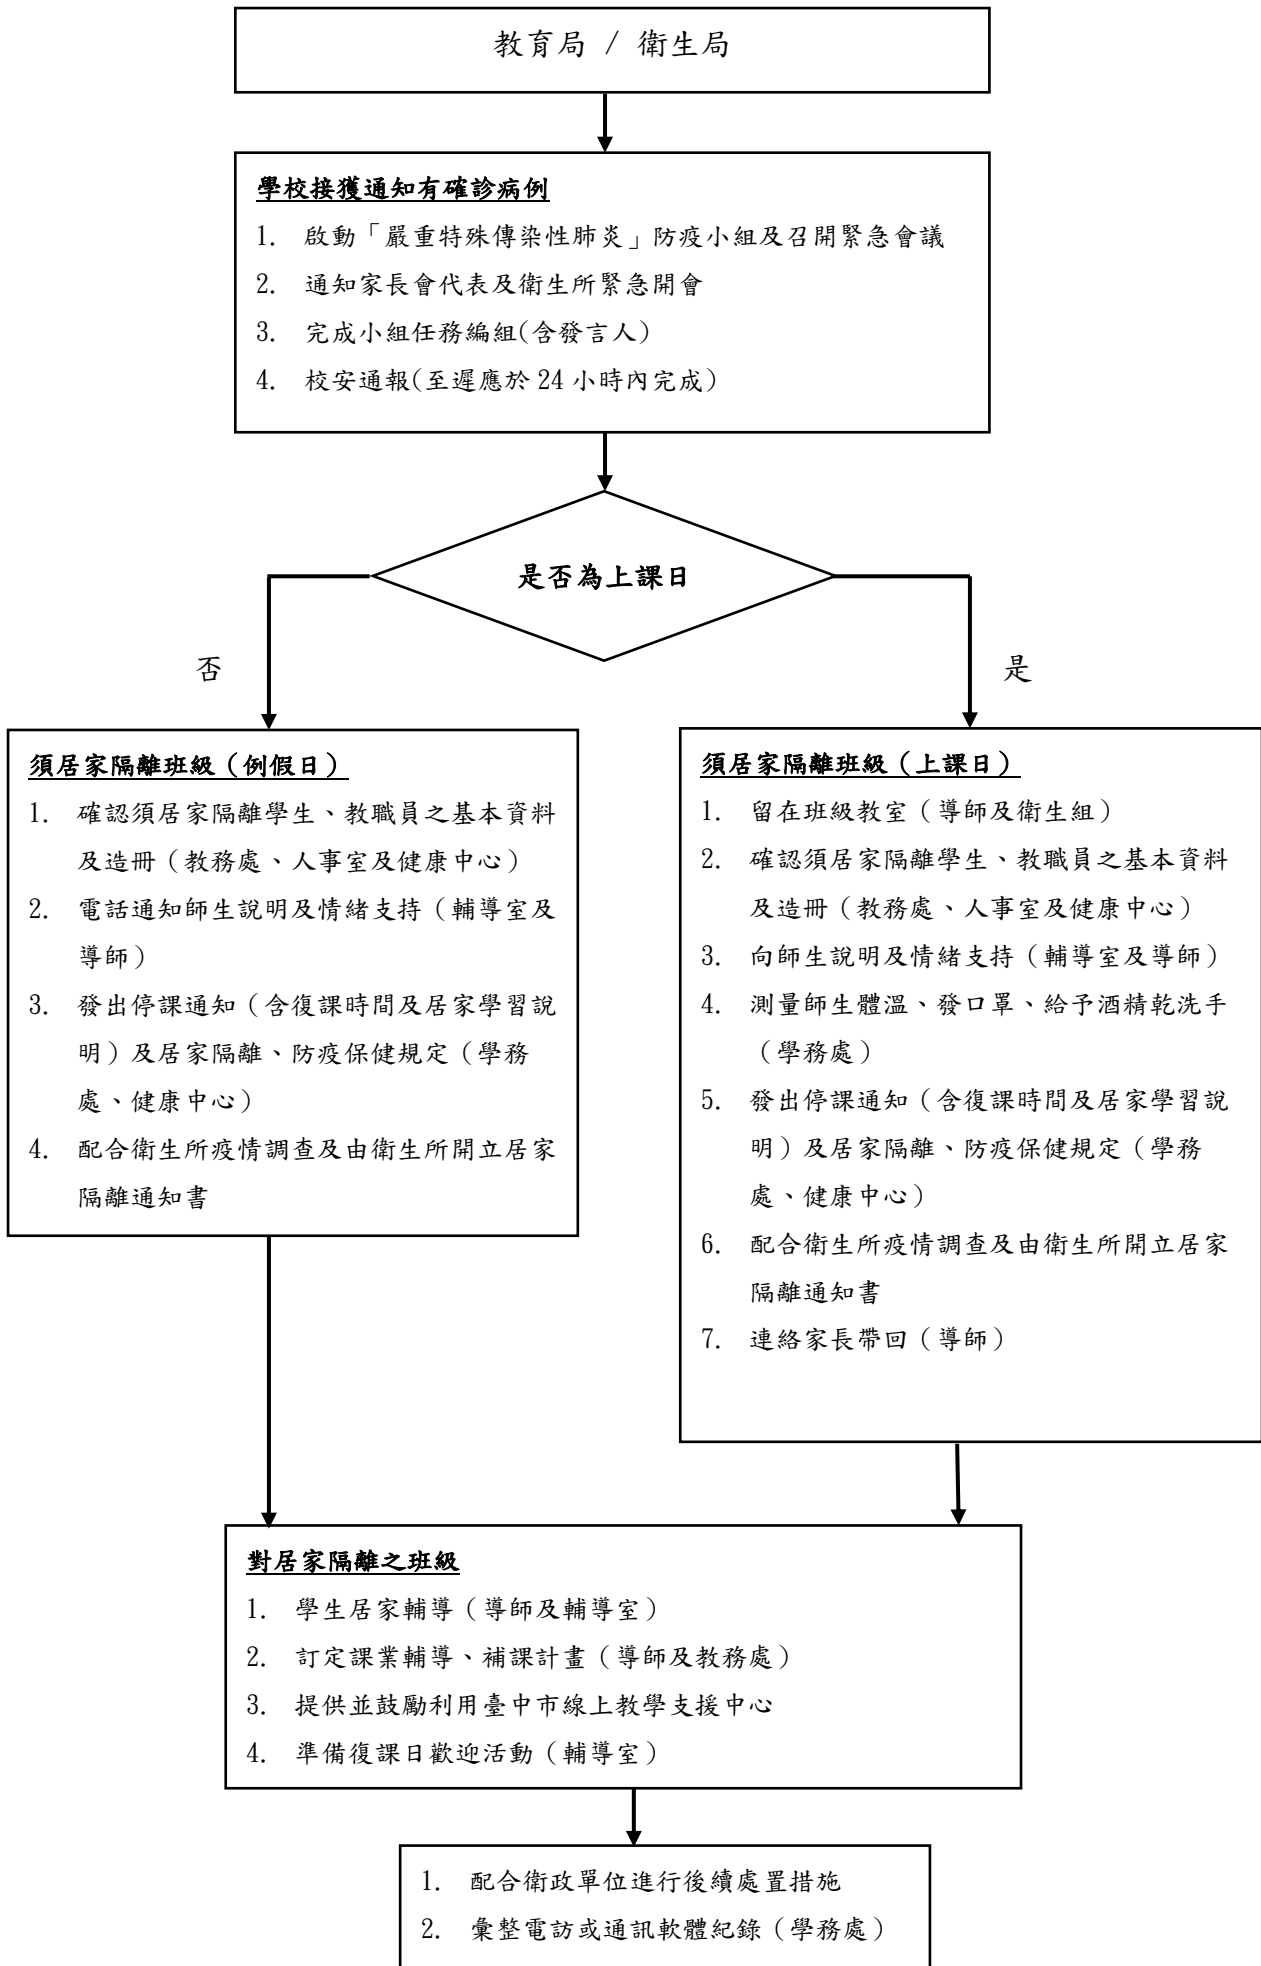 教育局 / 衛生局
學校接獲通知有確診病例
1. 啟動「嚴重特殊傳染性肺炎」防疫小組及召開緊急會議
2. 通知家長會代表及衛生所緊急開會
3. 完成小組任務編組(含發言人)
4. 校安通報(至遲應於 24 小時內完成)
是否為上課日
否
是
須居家隔離班級（例假日）
1. 確認須居家隔離學生、教職員之基本資料
及造冊（教務處、人事室及健康中心）
2. 電話通知師生說明及情緒支持（輔導室及
導師）
3. 發出停課通知（含復課時間及居家學習說
明）及居家隔離、防疫保健規定（學務
處、健康中心）
4. 配合衛生所疫情調查及由衛生所開立居家
隔離通知書
須居家隔離班級（上課日）
1. 留在班級教室（導師及衛生組）
2. 確認須居家隔離學生、教職員之基本資料
及造冊（教務處、人事室及健康中心）
3. 向師生說明及情緒支持（輔導室及導師）
4. 測量師生體溫、發口罩、給予酒精乾洗手
（學務處）
5. 發出停課通知（含復課時間及居家學習說
明）及居家隔離、防疫保健規定（學務
處、健康中心）
6. 配合衛生所疫情調查及由衛生所開立居家
隔離通知書
7. 連絡家長帶回（導師）
對居家隔離之班級
1. 學生居家輔導（導師及輔導室）
2. 訂定課業輔導、補課計畫（導師及教務處）
3. 提供並鼓勵利用臺中市線上教學支援中心
4. 準備復課日歡迎活動（輔導室）
1. 配合衛政單位進行後續處置措施
2. 彙整電訪或通訊軟體紀錄（學務處）